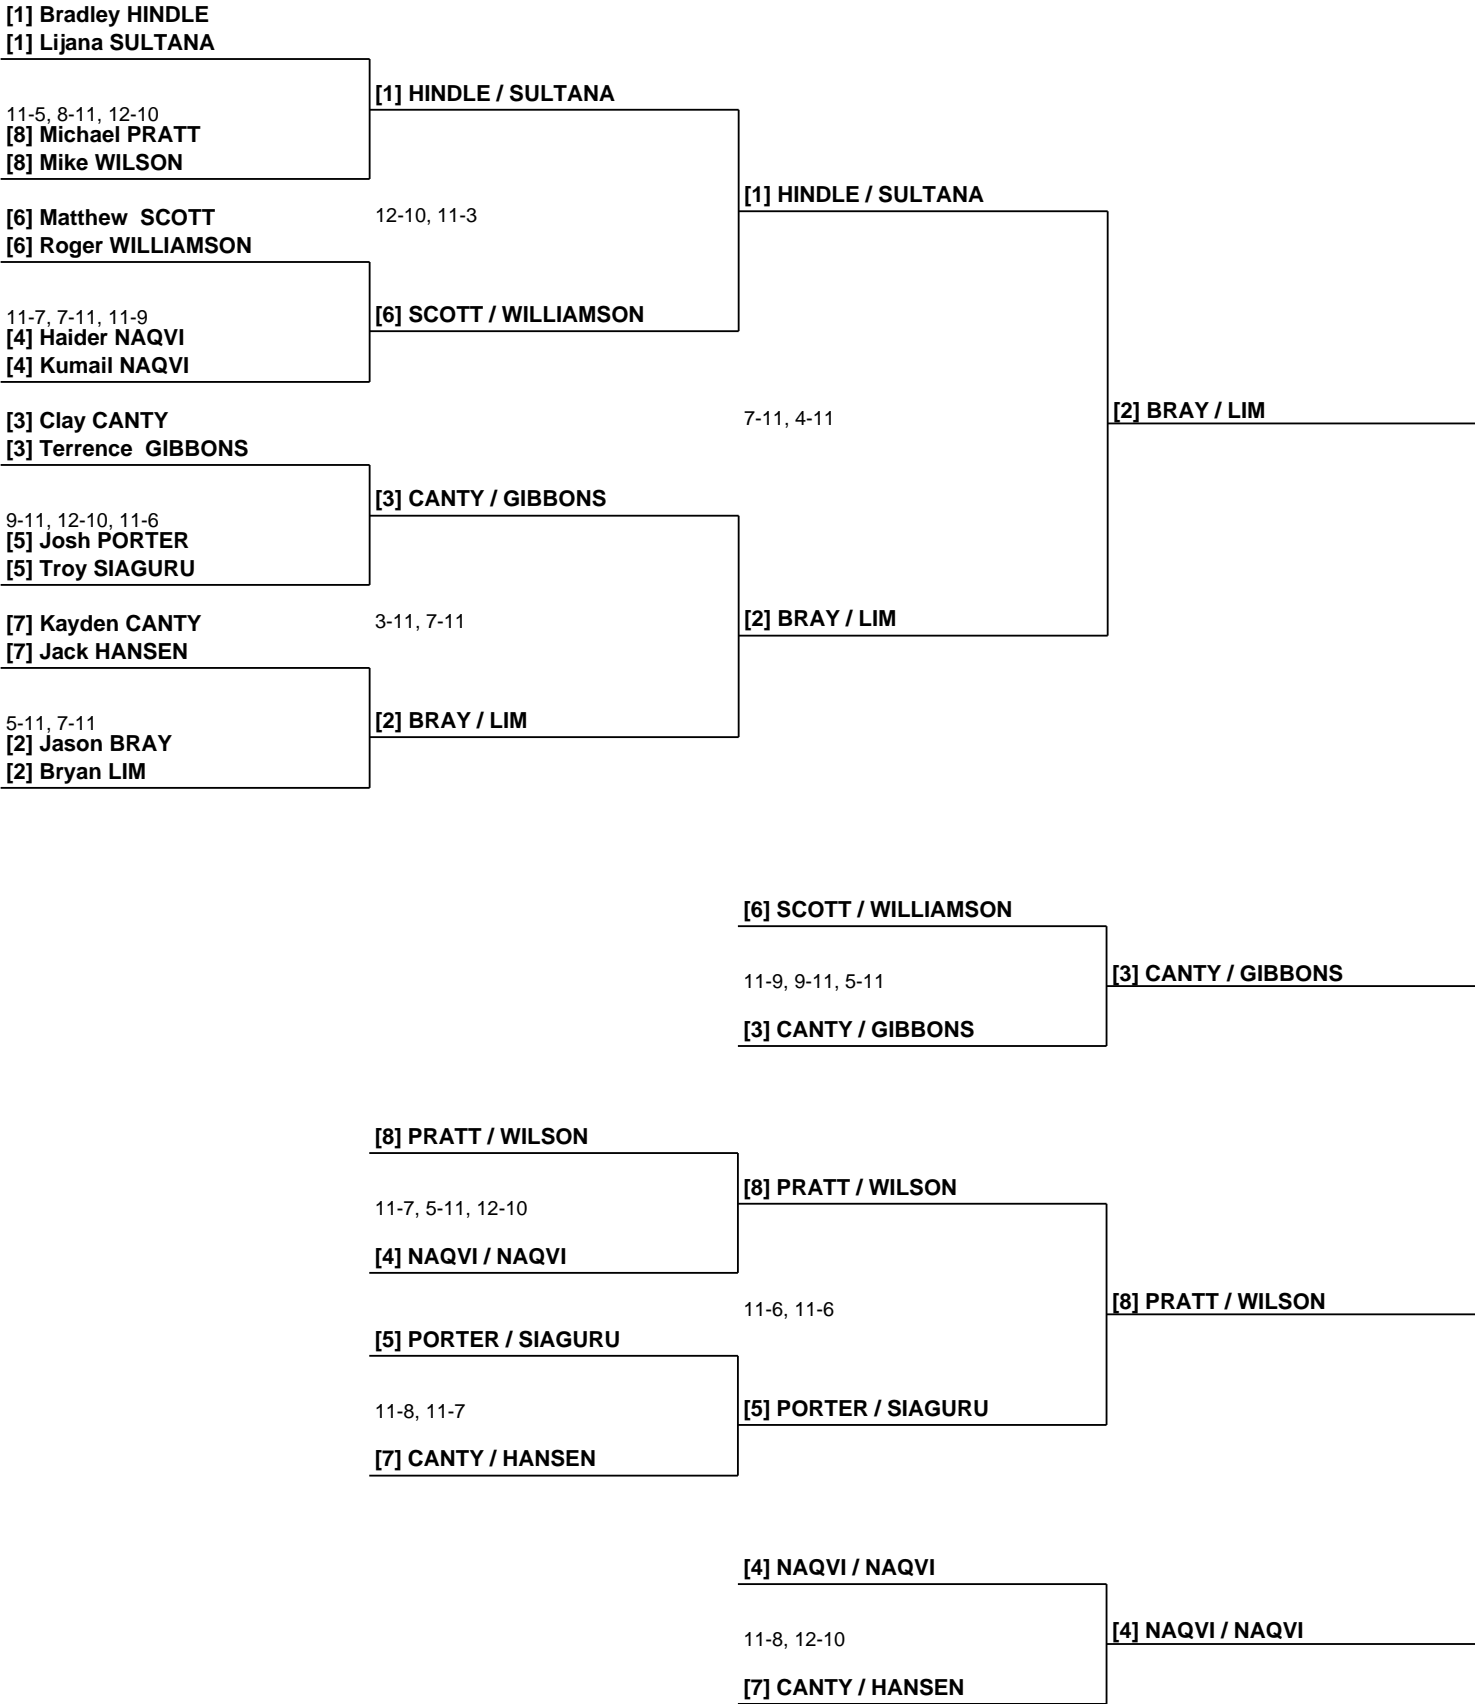 [1] Bradley HINDLE
[1] Lijana SULTANA
[1] HINDLE / SULTANA
11-5, 8-11, 12-10
[8] Michael PRATT
[8] Mike WILSON
[1] HINDLE / SULTANA
[6] Matthew  SCOTT
12-10, 11-3
[6] Roger WILLIAMSON
[6] SCOTT / WILLIAMSON
11-7, 7-11, 11-9
[4] Haider NAQVI
[4] Kumail NAQVI
[2] BRAY / LIM
[3] Clay CANTY
7-11, 4-11
[3] Terrence  GIBBONS
[3] CANTY / GIBBONS
9-11, 12-10, 11-6
[5] Josh PORTER
[5] Troy SIAGURU
[2] BRAY / LIM
[7] Kayden CANTY
3-11, 7-11
[7] Jack HANSEN
[2] BRAY / LIM
5-11, 7-11
[2] Jason BRAY
[2] Bryan LIM
[6] SCOTT / WILLIAMSON
[3] CANTY / GIBBONS
11-9, 9-11, 5-11
[3] CANTY / GIBBONS
[8] PRATT / WILSON
[8] PRATT / WILSON
11-7, 5-11, 12-10
[4] NAQVI / NAQVI
[8] PRATT / WILSON
11-6, 11-6
[5] PORTER / SIAGURU
[5] PORTER / SIAGURU
11-8, 11-7
[7] CANTY / HANSEN
[4] NAQVI / NAQVI
[4] NAQVI / NAQVI
11-8, 12-10
[7] CANTY / HANSEN